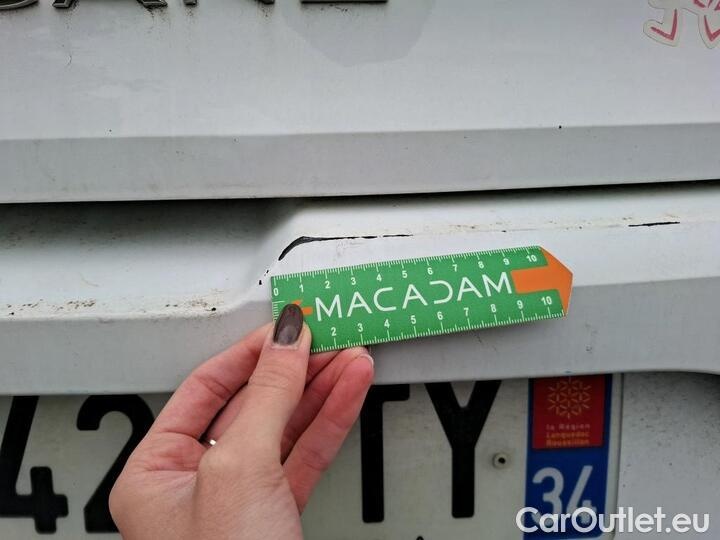 0 1 2 3 4 5 6 7 8 9 10
MACADAM
2 3 4 5 6 7 8 9 10
42
TY
la Région
Languedoc
Roussillon
34
CarOutlet.eu